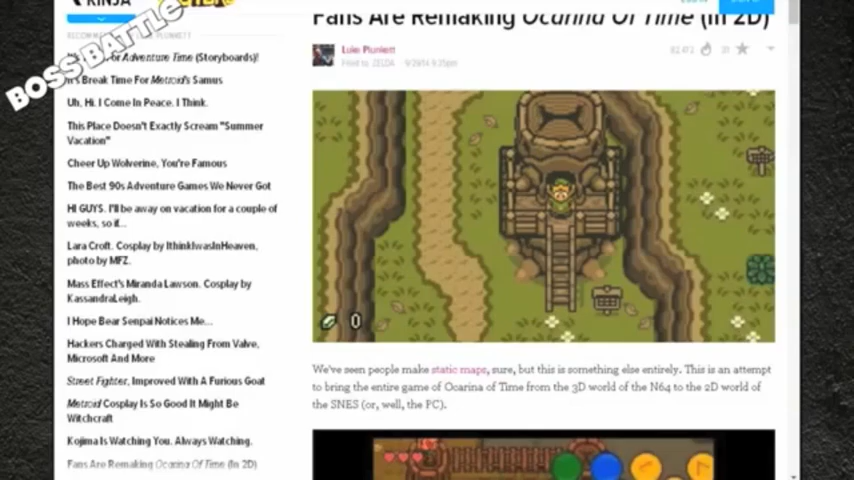 KINJA
BOSS BATTLE
Fans Are Remaking Ocarina Of Time (In 2D)
Luke Plunkett
Filed to: ZELDA
for Adventure Time (Storyboards)!
It's Break Time For Metroid's Samus
Uh, Hi. I Come In Peace. I Think.
This Place Doesn't Exactly Scream "Summer
Vacation"
Cheer Up Wolverine, You're Famous
The Best 90s Adventure Games We Never Got
HI GUYS. I'll be away on vacation for a couple of
weeks, so if...
Lara Croft. Cosplay by IthinkIwasInHeaven,
photo by MFZ.
Mass Effect's Miranda Lawson. Cosplay by
KassandraLeigh.
I Hope Bear Senpai Notices Me...
Hackers Charged With Stealing From Valve,
Microsoft And More
Street Fighter, Improved With A Furious Goat
Metroid Cosplay Is So Good It Might Be
Witchcraft
Kojima Is Watching You. Always Watching.
Fans Are Remaking Ocarina Of Time (In 2D)
0
We've seen people make static maps, sure, but this is something else entirely. This is an attempt
to bring the entire game of Ocarina of Time from the 3D world of the N64 to the 2D world of
the SNES (or, well, the PC).